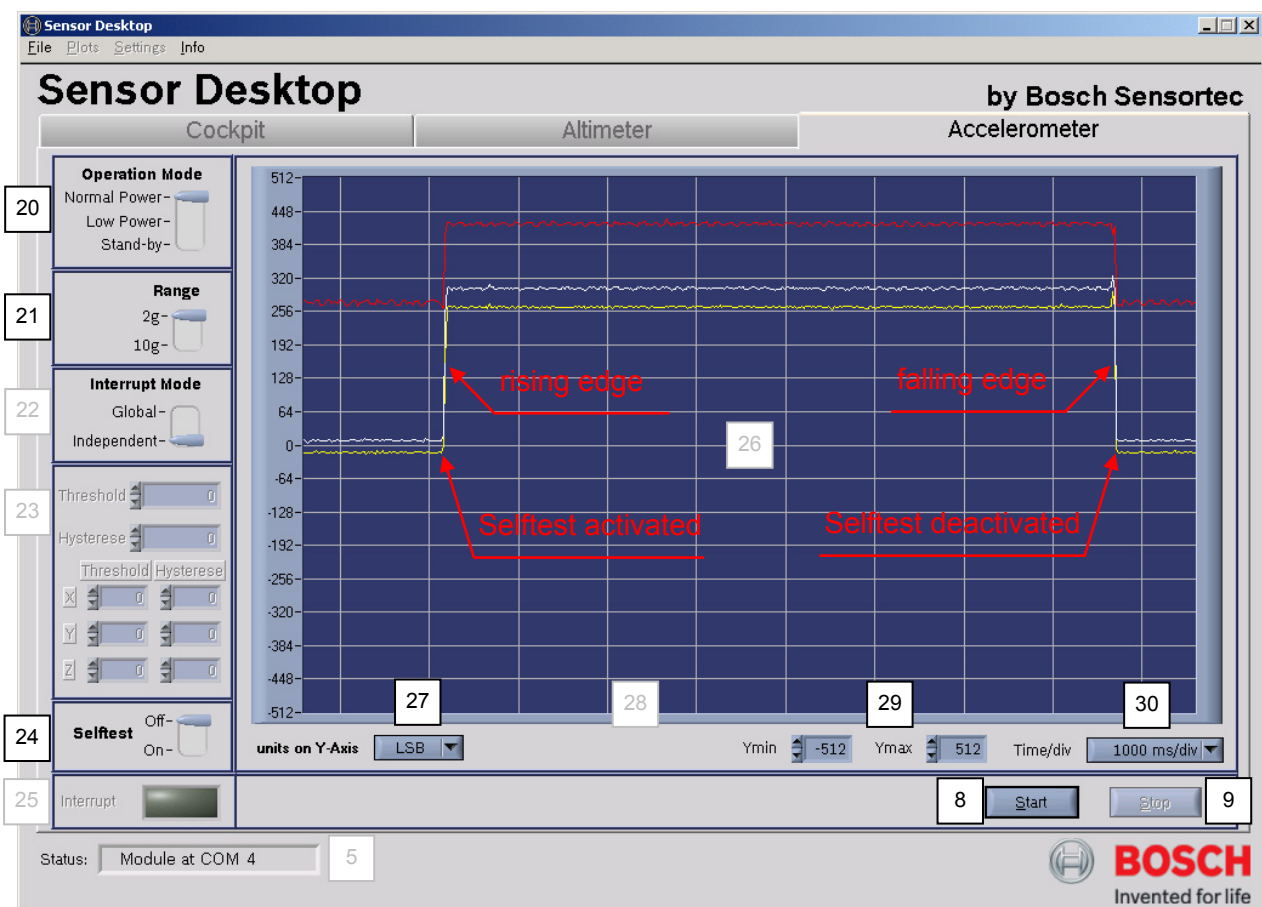 Sensor Desktop
File Plots Settings Info
Sensor Desktop
by Bosch Sensortec
Cockpit Altimeter Accelerometer
20
Operation Mode
Normal Power-
Low Power-
Stand-by-
21
Range
2g-
10g-
22
Interrupt Mode
Global-
Independent-
23
Threshold 0
Hysterese 0
Threshold Hysterese
X 0 0
Y 0 0
Z 0 0
24
Selftest
Off-
On-
25
Interrupt
512-
448-
384-
320-
256-
192-
128-
64-
0-
-64-
-128-
-192-
-256-
-320-
-384-
-448-
-512-
rising edge
falling edge
26
Selftest activated
Selftest deactivated
27
28
29
30
units on Y-Axis LSB
Ymin -512 Ymax 512 Time/div 1000 ms/div
8 Start Stop 9
Status: Module at COM 4
5
BOSCH
Invented for life